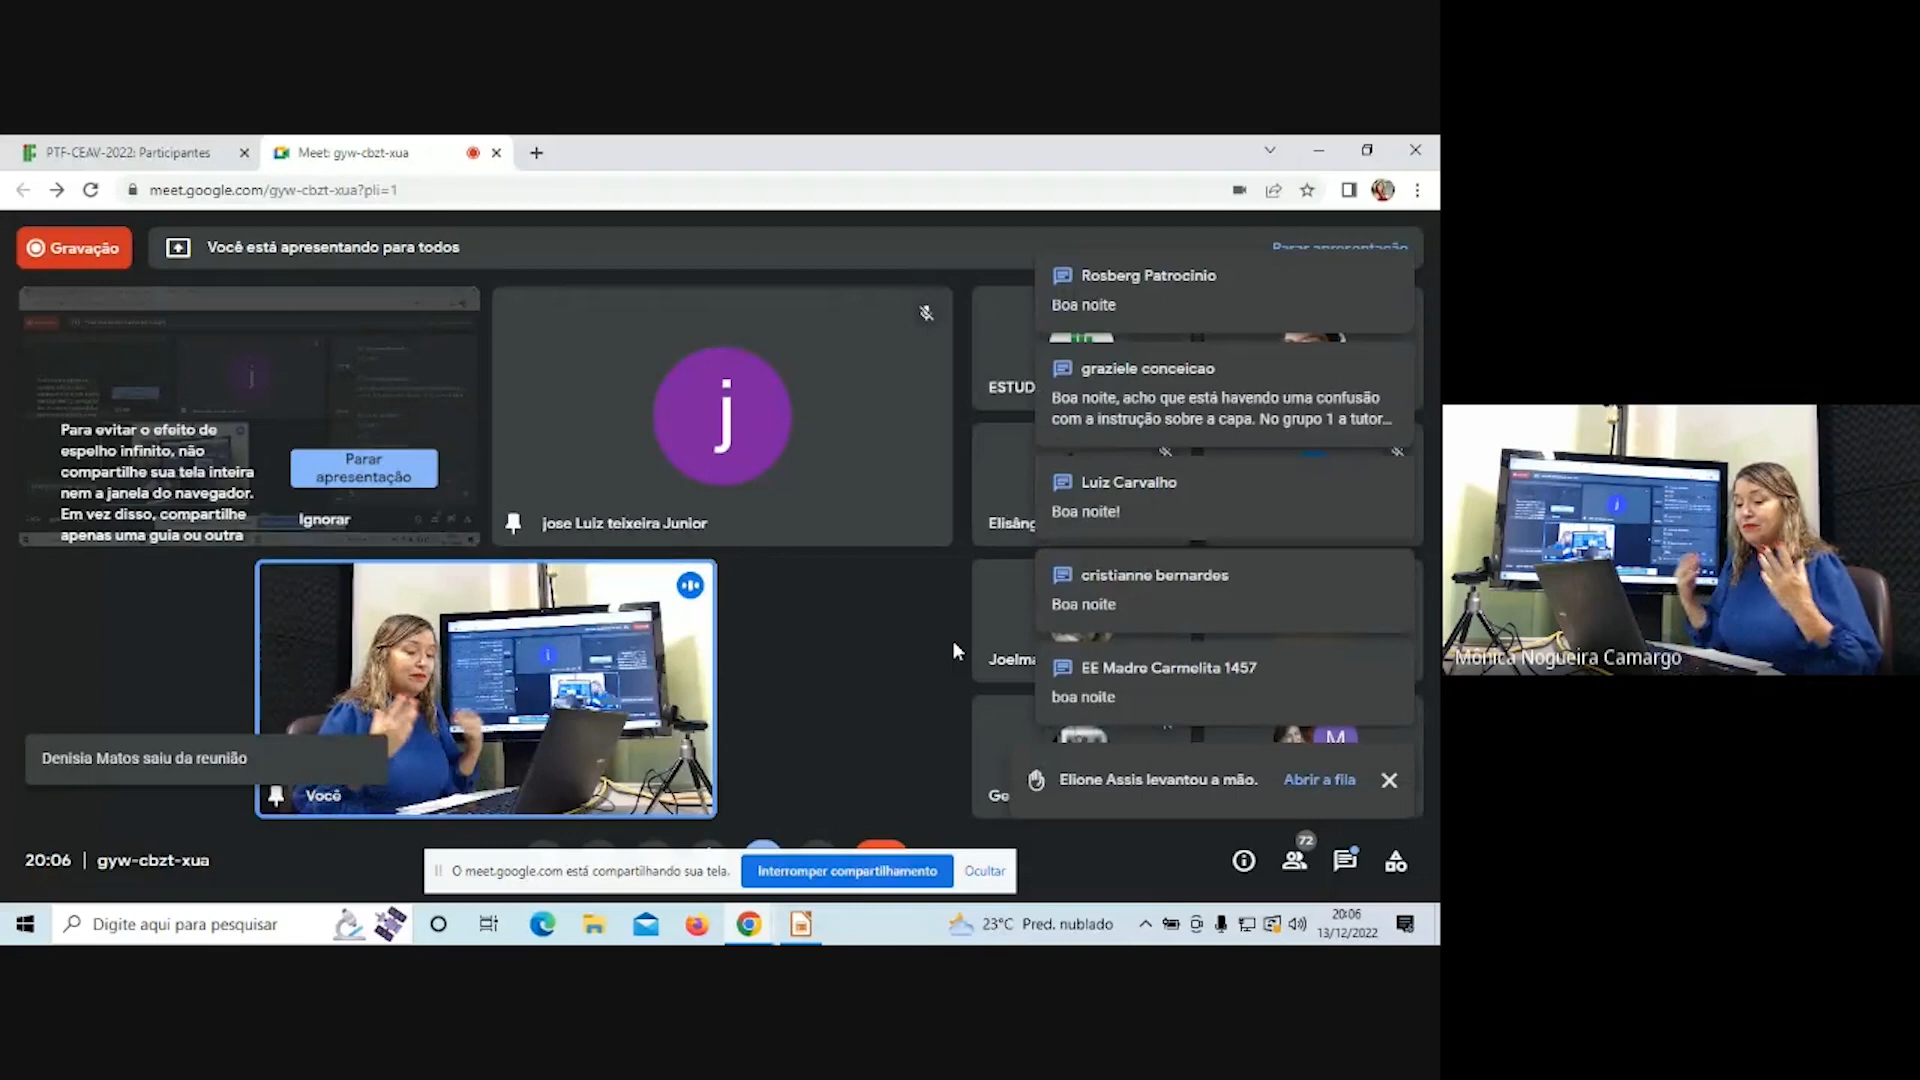 PTF-CEAV-2022: Participantes
Meet: gyw-cbzt-xua
meet.google.com/gyw-cbzt-xua?pli=1
Gravação
Você está apresentando para todos
Parar apresentação
Rosberg Patrocinio
Boa noite
graziele conceicao
Boa noite, acho que está havendo uma confusão
com a instrução sobre a capa. No grupo 1 a tutor...
Luiz Carvalho
Boa noite!
cristianne bernardes
Boa noite
EE Madre Carmelita 1457
boa noite
Elione Assis levantou a mão.
Abrir a fila
Para evitar o efeito de
espelho infinito, não
compartilhe sua tela inteira
nem a janela do navegador.
Em vez disso, compartilhe
apenas uma guia ou outra
Parar
apresentação
Ignorar
j
jose Luiz teixeira Junior
ESTUD
Elisâng
Joelma
Ge
M
Denisia Matos saiu da reunião
Você
Mônica Nogueira Camargo
20:06 | gyw-cbzt-xua
O meet.google.com está compartilhando sua tela.
Interromper compartilhamento
Ocultar
72
Digite aqui para pesquisar
23°C Pred. nublado
20:06
13/12/2022